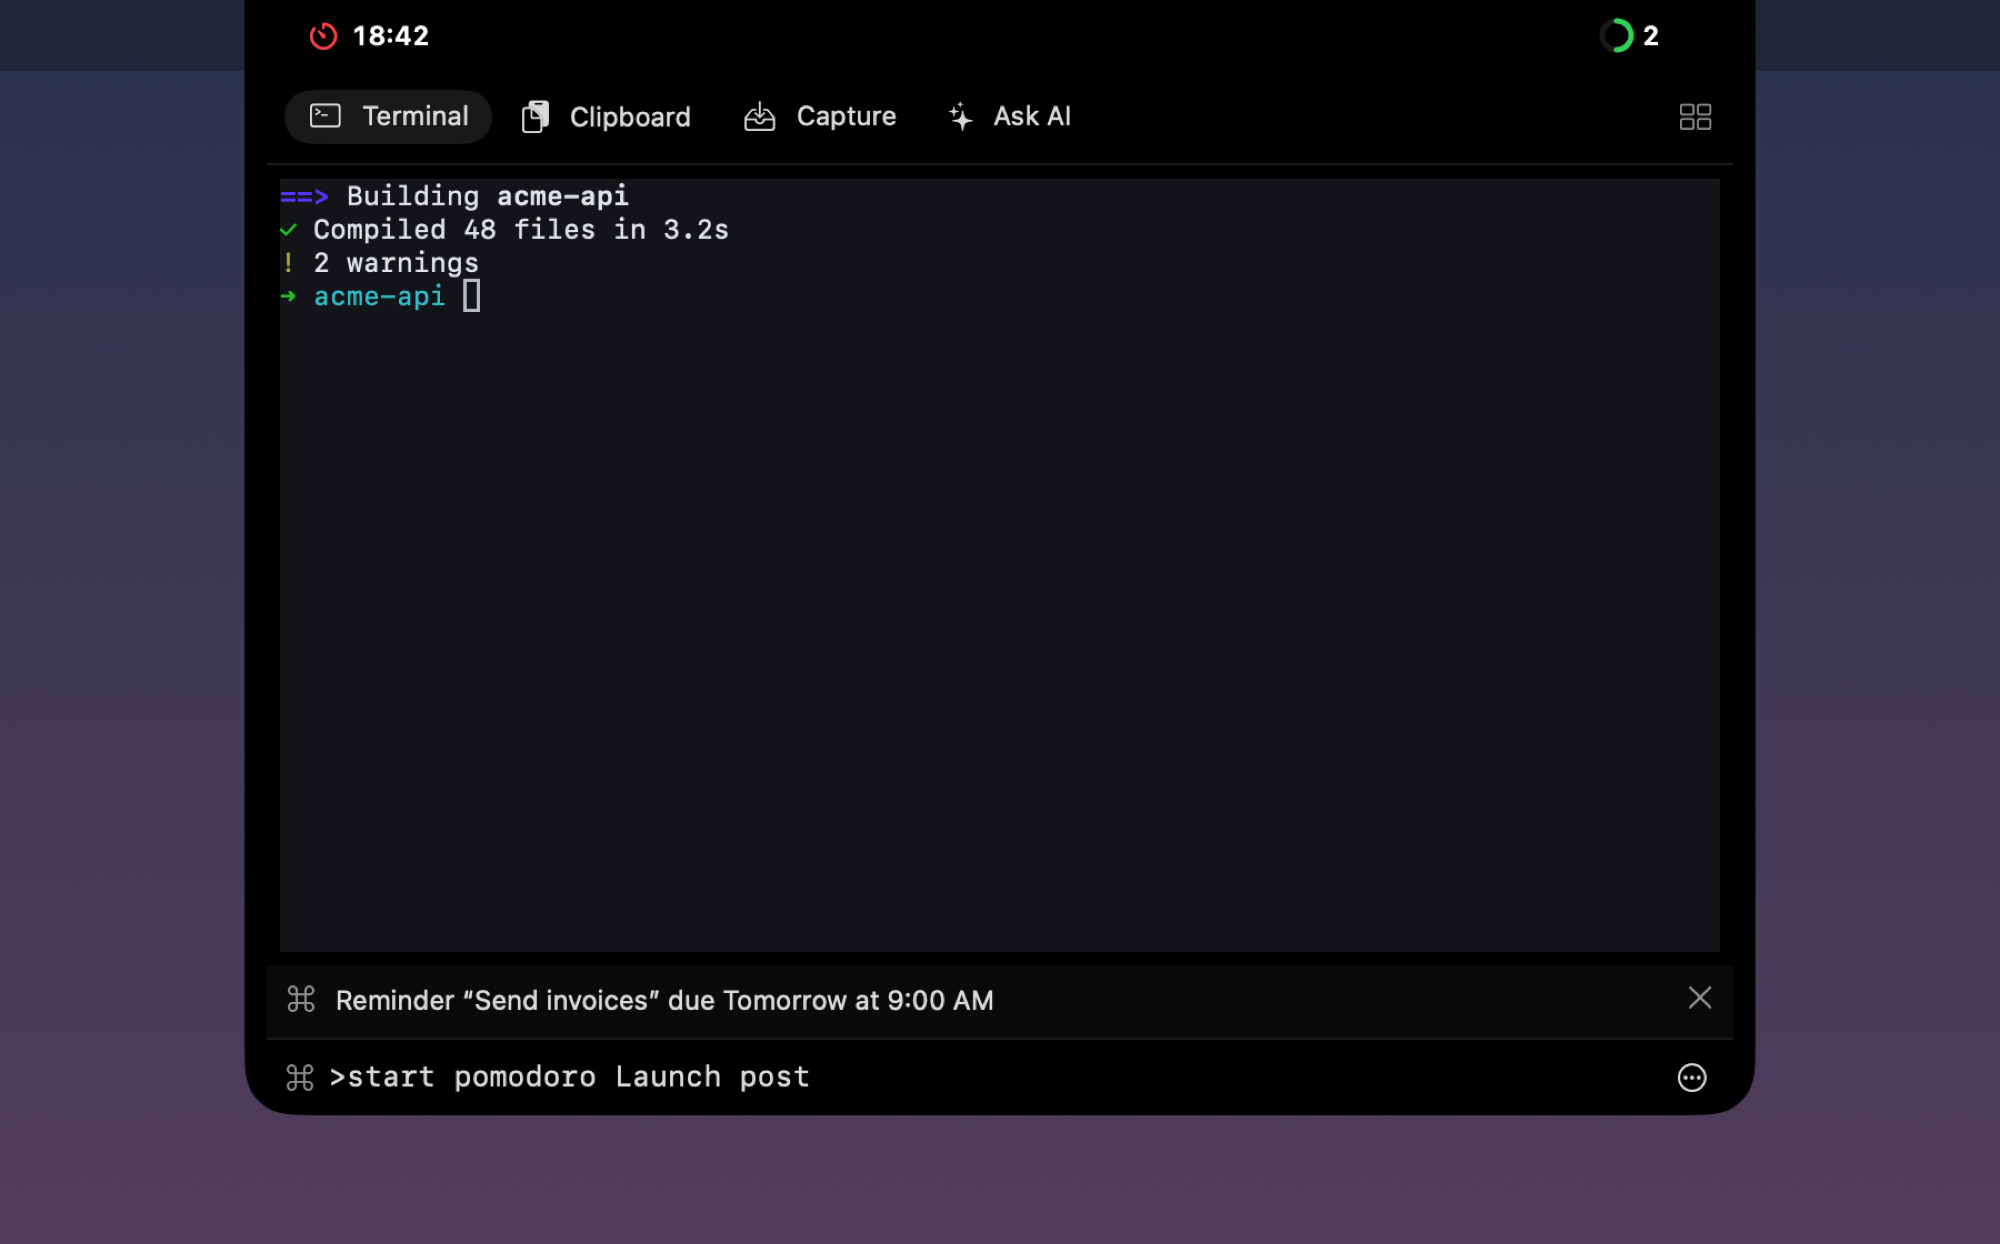 18:42
2
Terminal Clipboard Capture Ask AI
==> Building acme-api
✓ Compiled 48 files in 3.2s
! 2 warnings
➜ acme-api
⌘ Reminder “Send invoices” due Tomorrow at 9:00 AM
⌘ >start pomodoro Launch post